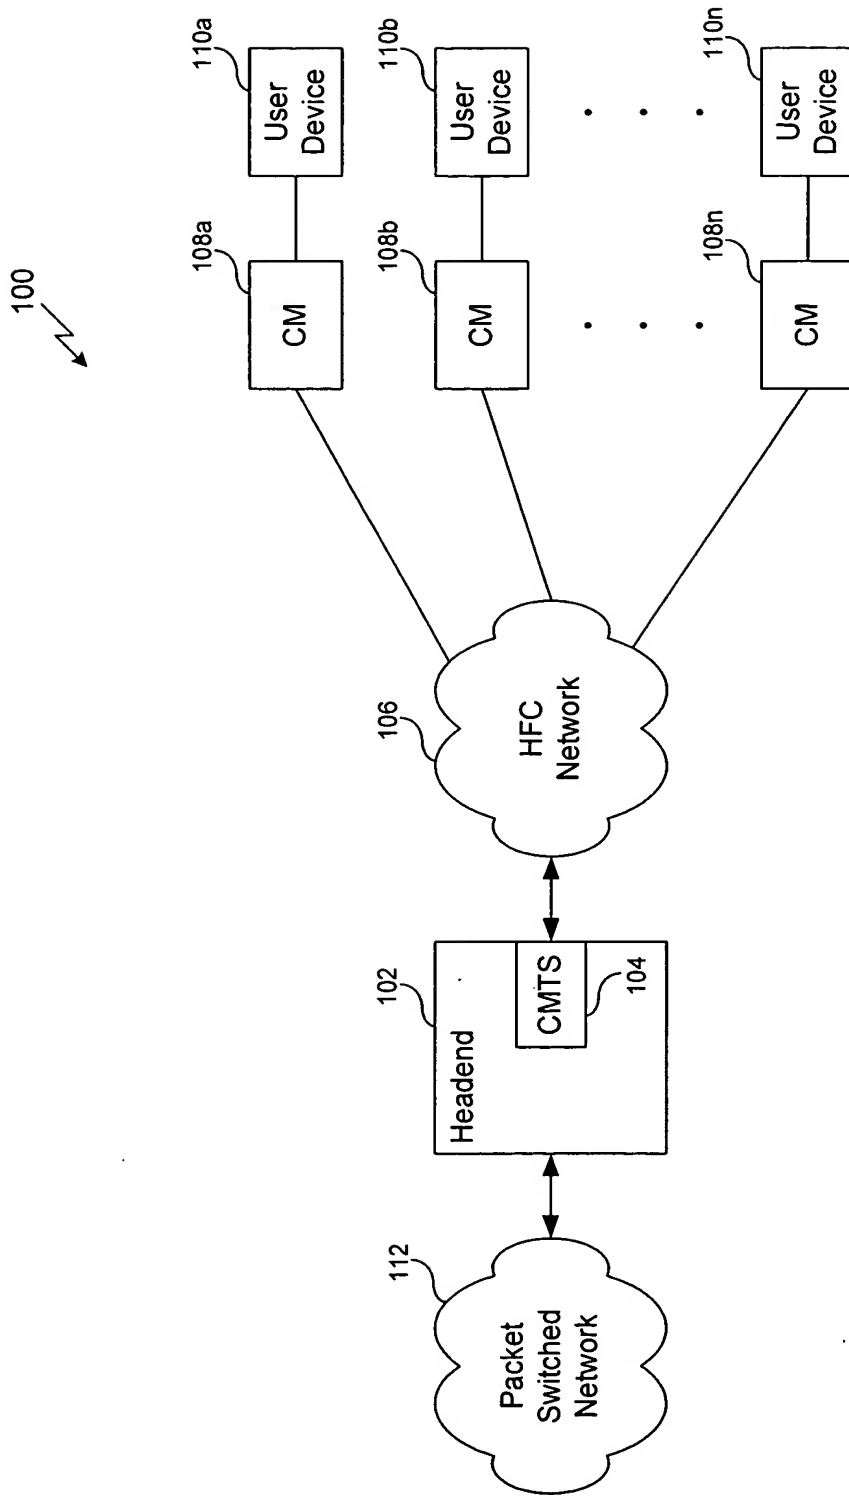 100
110a
User
Device
108a
CM
110b
User
Device
108b
CM
110n
User
Device
108n
CM
106
HFC
Network
102
Headend
CMTS
104
112
Packet
Switched
Network